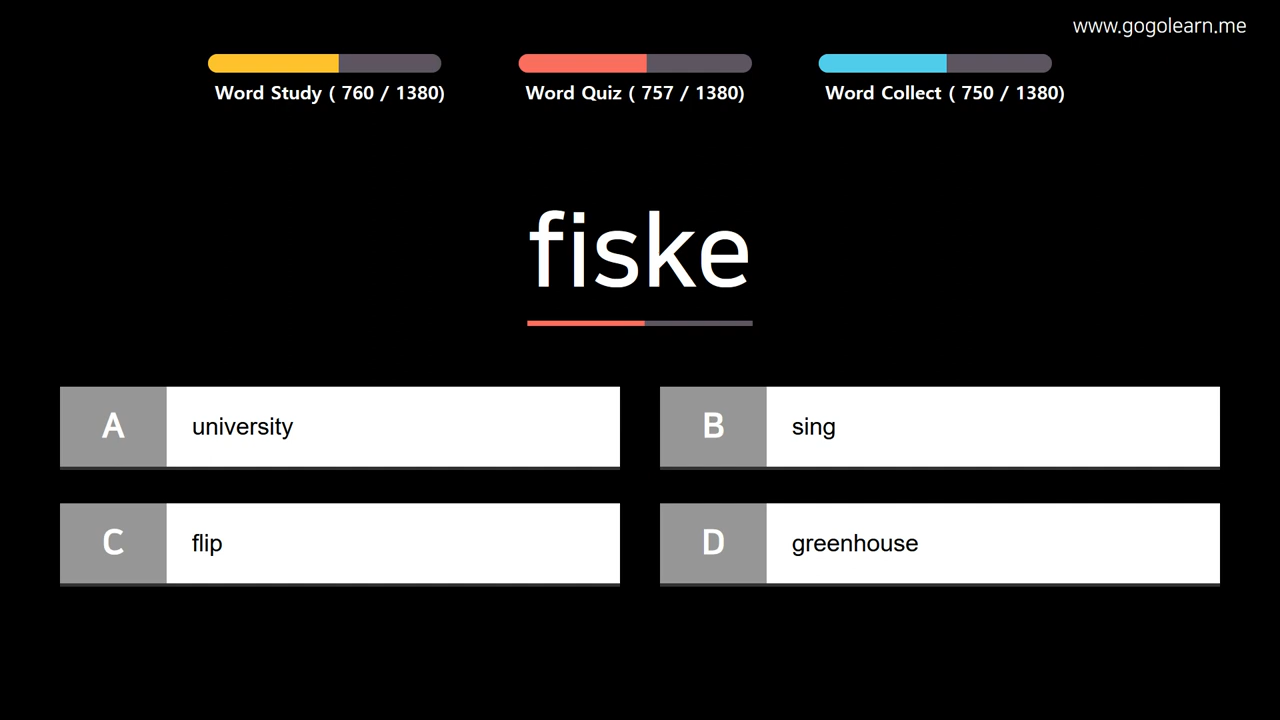 www.gogolearn.me
Word Study ( 760 / 1380)
Word Quiz ( 757 / 1380)
Word Collect ( 750 / 1380)
fiske
A
university
B
sing
C
flip
D
greenhouse